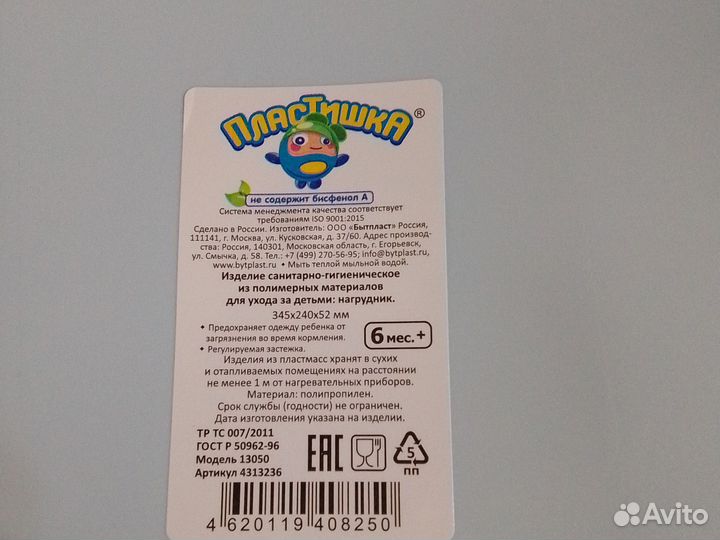 ПЛАСТИШКА®
не содержит бисфенол А
Система менеджмента качества соответствует
требованиям ISO 9001:2015
Сделано в России. Изготовитель: ООО «Бытпласт» Россия,
111141, г. Москва, ул. Кусковская, д. 37/60. Адрес производ-
ства: Россия, 140301, Московская область, г. Егорьевск,
ул. Смычка, д. 58. Тел.: +7 (499) 270-56-95; info@bytplast.ru,
www.bytplast.ru • Мыть теплой мыльной водой.
Изделие санитарно-гигиеническое
из полимерных материалов
для ухода за детьми: нагрудник.
345х240х52 мм
• Предохраняет одежду ребенка от
загрязнения во время кормления.
• Регулируемая застежка.
6 мес. +
Изделия из пластмасс хранят в сухих
и отапливаемых помещениях на расстоянии
не менее 1 м от нагревательных приборов.
Материал: полипропилен.
Срок службы (годности) не ограничен.
Дата изготовления указана на изделии.
ТР ТС 007/2011
ГОСТ Р 50962-96
Модель 13050
Артикул 4313236
EAC
5
ПП
4 620119 408250
Avito